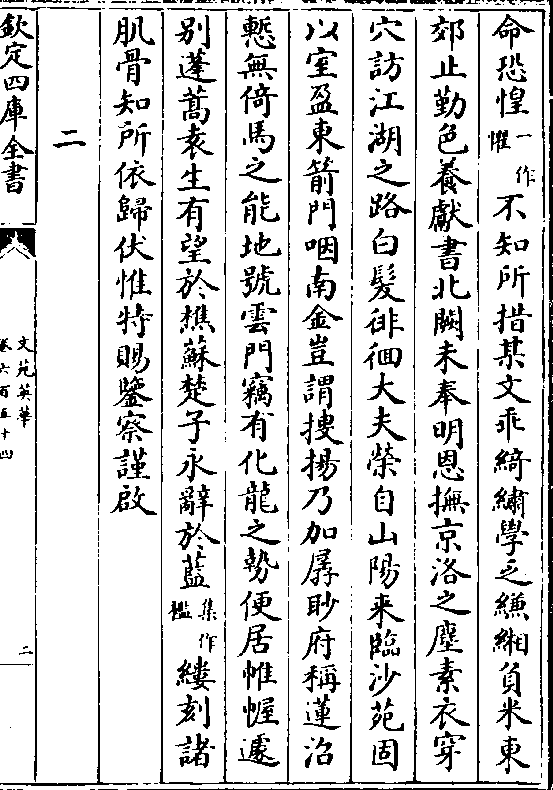 命恐惶一作懼不知所措某文乖綺繡學乏縑緗負米東
郊止勤色養獻書北闕未奉明恩撫京洛之塵素衣穿
穴訪江湖之路白髮徘徊大夫榮自山陽来臨沙苑固
以室盈東箭門咽南金豈謂搜揚乃加孱眇府稱蓮沼
慙無倚馬之能地號雲門竊有化龍之勢便居帷幄遽
别蓬蒿袁生有望於樵蘇楚子永辭於藍集作檻縷刻諸
肌骨知所依歸伏惟特賜鑒察謹啟
二
欽定四庫全書
文苑英華
卷六百五十四
二